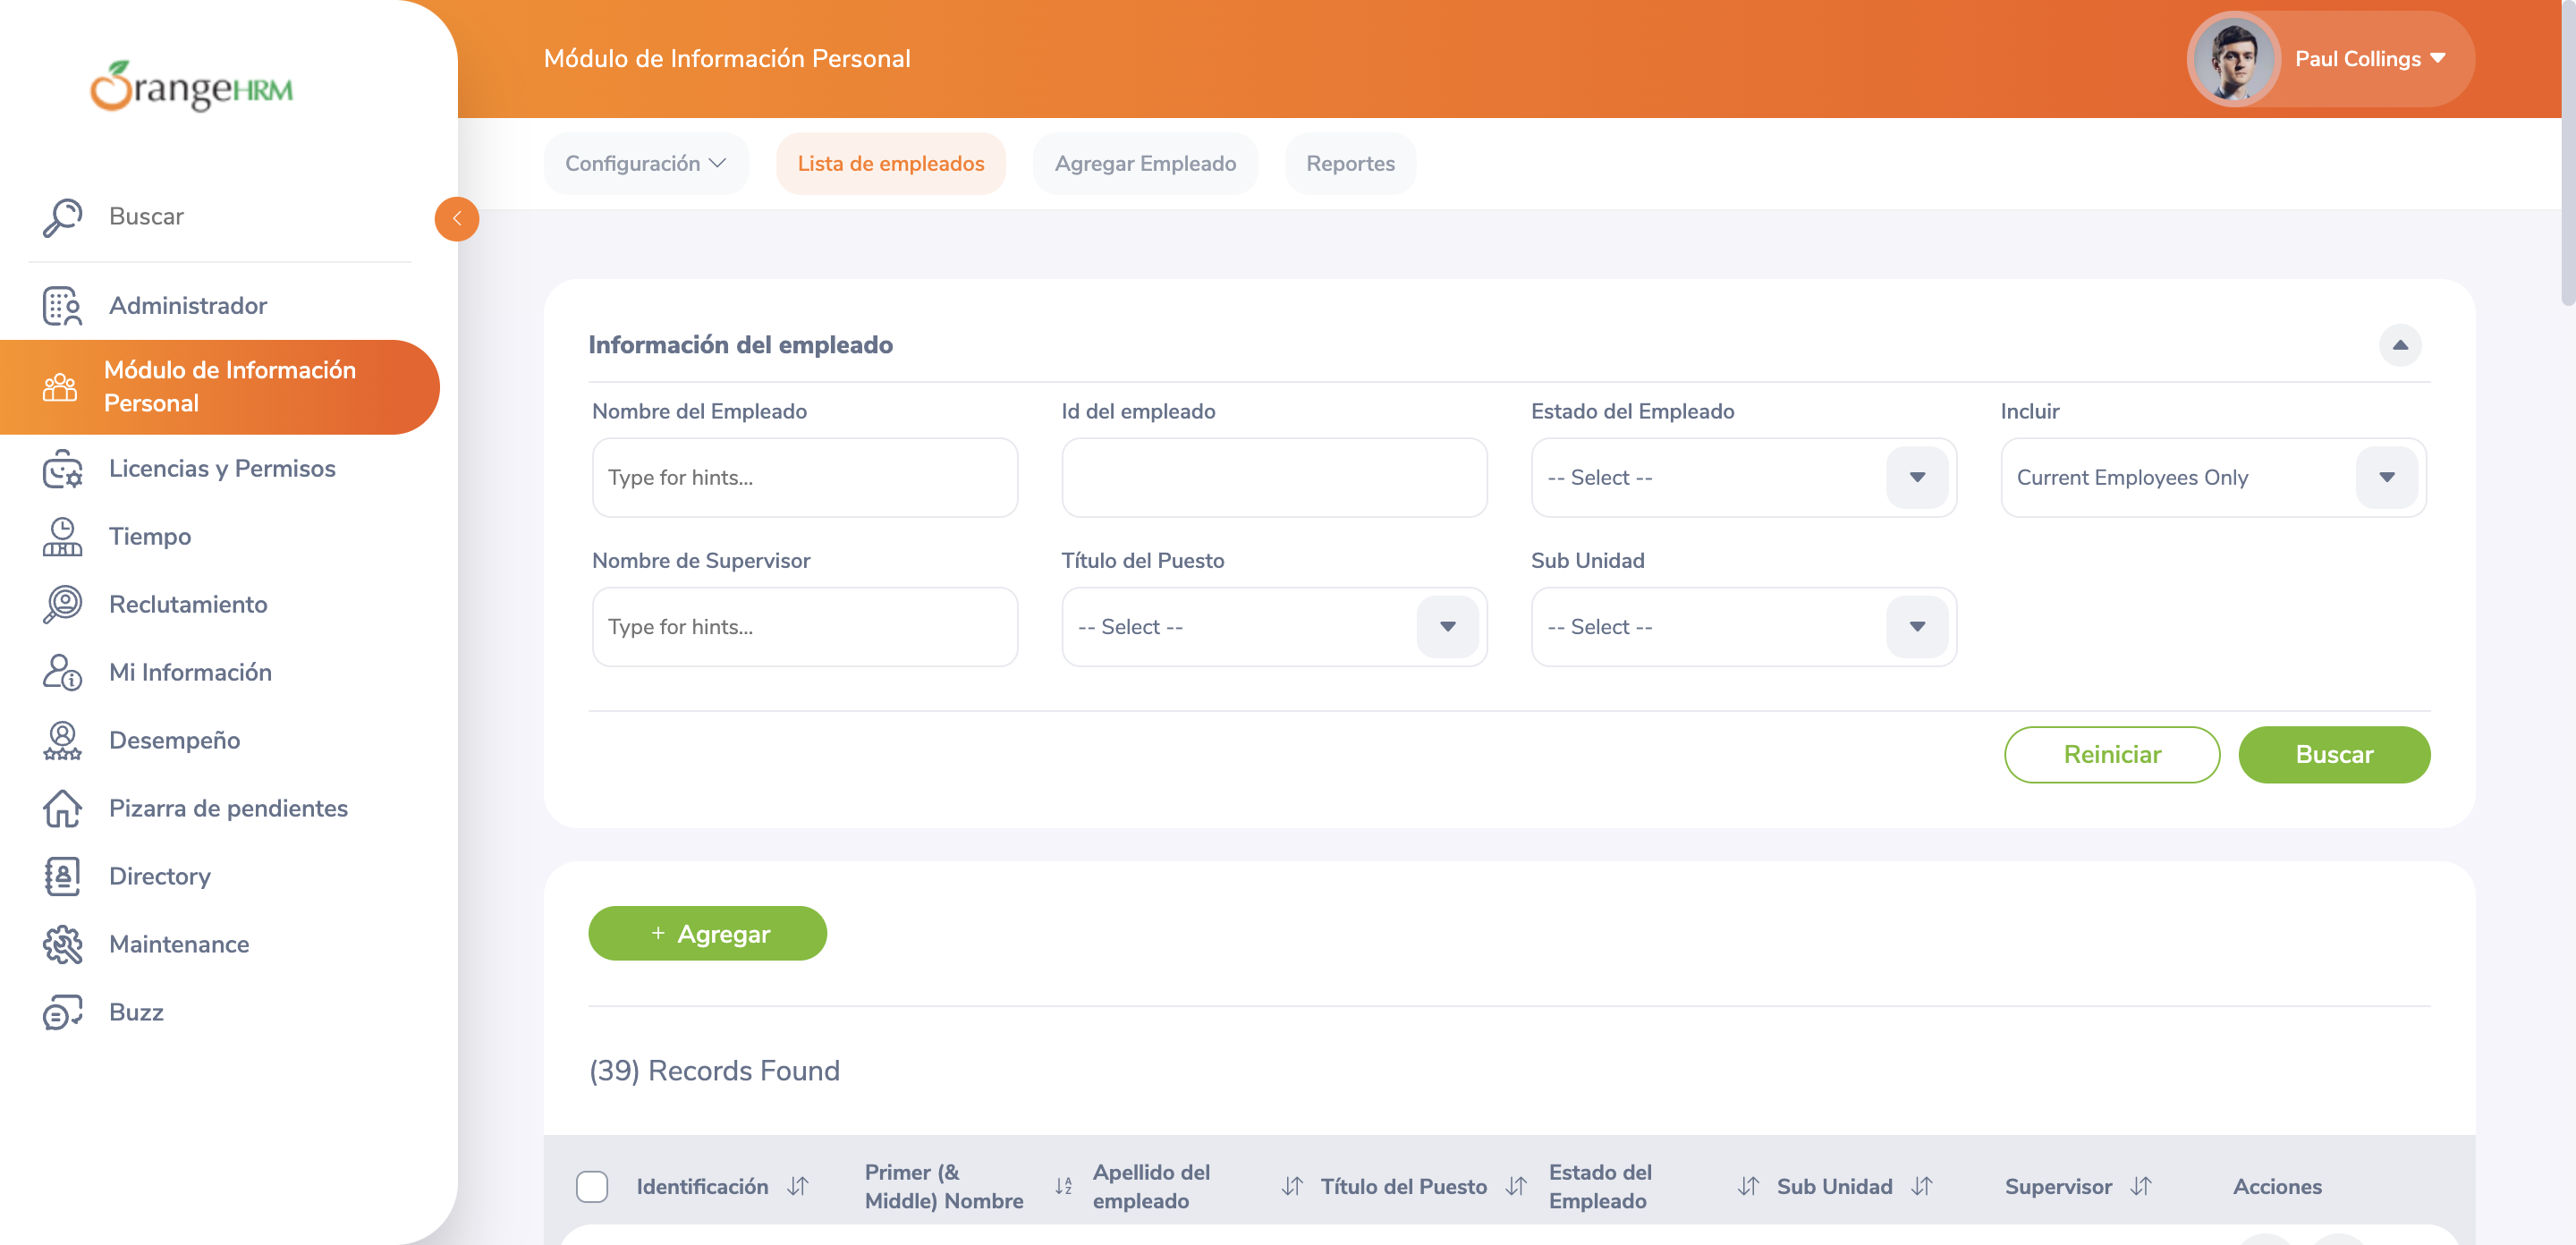 OrangeHRM
Módulo de Información Personal
Paul Collings
Configuración
Lista de empleados
Agregar Empleado
Reportes
Buscar
Administrador
Módulo de Información
Personal
Licencias y Permisos
Tiempo
Reclutamiento
Mi Información
Desempeño
Pizarra de pendientes
Directory
Maintenance
Buzz
Información del empleado
Nombre del Empleado
Id del empleado
Estado del Empleado
Incluir
Type for hints...
-- Select --
Current Employees Only
Nombre de Supervisor
Título del Puesto
Sub Unidad
Type for hints...
-- Select --
-- Select --
Reiniciar
Buscar
+ Agregar
(39) Records Found
Identificación
Primer (&
Middle) Nombre
Apellido del
empleado
Título del Puesto
Estado del
Empleado
Sub Unidad
Supervisor
Acciones